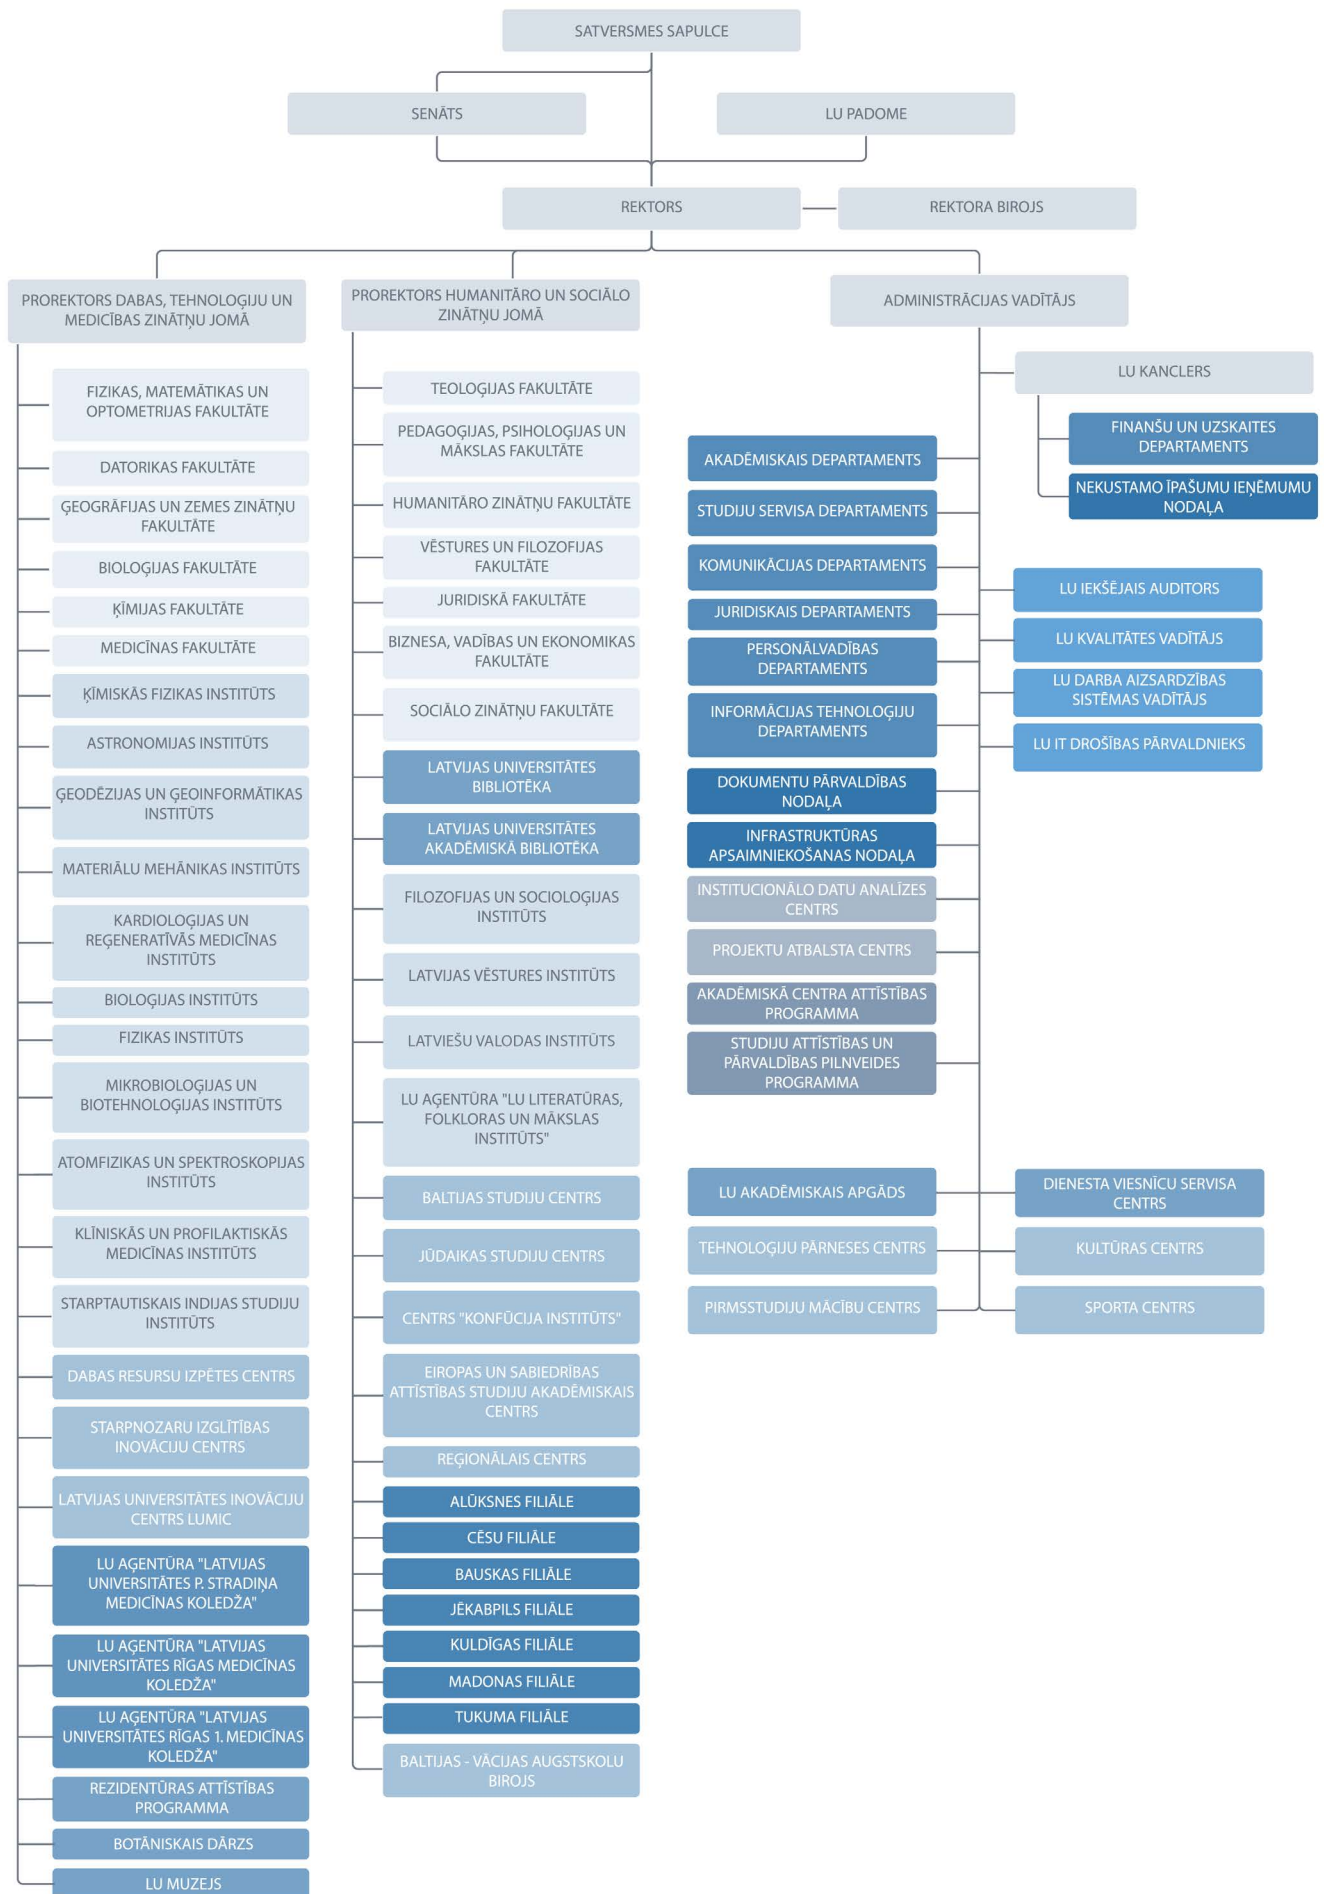 SATVERSMES SAPULCE
SENĀTS
LU PADOME
REKTORS
REKTORA BIROJS
PROREKTORS DABAS, TEHNOLOĢIJU UN
MEDICĪBAS ZINĀTŅU JOMĀ
FIZIKAS, MATEMĀTIKAS UN
OPTOMETRIJAS FAKULTĀTE
DATORIKAS FAKULTĀTE
ĢEOGRĀFIJAS UN ZEMES ZINĀTŅU
FAKULTĀTE
BIOLOĢIJAS FAKULTĀTE
ĶĪMIJAS FAKULTĀTE
MEDICĪNAS FAKULTĀTE
ĶĪMISKĀS FIZIKAS INSTITŪTS
ASTRONOMIJAS INSTITŪTS
ĢEODĒZIJAS UN ĢEOINFORMĀTIKAS
INSTITŪTS
MATERIĀLU MEHĀNIKAS INSTITŪTS
KARDIOLOĢIJAS UN
REĢENERATĪVĀS MEDICĪNAS
INSTITŪTS
BIOLOĢIJAS INSTITŪTS
FIZIKAS INSTITŪTS
MIKROBIOLOĢIJAS UN
BIOTEHNOLOĢIJAS INSTITŪTS
ATOMFIZIKAS UN SPEKTROSKOPIJAS
INSTITŪTS
KLĪNISKĀS UN PROFILAKTISKĀS
MEDICĪNAS INSTITŪTS
STARPTAUTISKAIS INDIJAS STUDIJU
INSTITŪTS
DABAS RESURSU IZPĒTES CENTRS
STARPNOZARU IZGLĪTĪBAS
INOVĀCIJU CENTRS
LATVIJAS UNIVERSITĀTES INOVĀCIJU
CENTRS LUMIC
LU AĢENTŪRA "LATVIJAS
UNIVERSITĀTES P. STRADIŅA
MEDICĪNAS KOLEDŽA"
LU AĢENTŪRA "LATVIJAS
UNIVERSITĀTES RĪGAS MEDICĪNAS
KOLEDŽA"
LU AĢENTŪRA "LATVIJAS
UNIVERSITĀTES RĪGAS 1. MEDICĪNAS
KOLEDŽA"
REZIDENTŪRAS ATTĪSTĪBAS
PROGRAMMA
BOTĀNISKAIS DĀRZS
LU MUZEJS
PROREKTORS HUMANITĀRO UN SOCIĀLO
ZINĀTŅU JOMĀ
TEOLOĢIJAS FAKULTĀTE
PEDAGOĢIJAS, PSIHOLOĢIJAS UN
MĀKSLAS FAKULTĀTE
HUMANITĀRO ZINĀTŅU FAKULTĀTE
VĒSTURES UN FILOZOFIJAS
FAKULTĀTE
JURIDISKĀ FAKULTĀTE
BIZNESA, VADĪBAS UN EKONOMIKAS
FAKULTĀTE
SOCIĀLO ZINĀTŅU FAKULTĀTE
LATVIJAS UNIVERSITĀTES
BIBLIOTĒKA
LATVIJAS UNIVERSITĀTES
AKADĒMISKĀ BIBLIOTĒKA
FILOZOFIJAS UN SOCIOLOĢIJAS
INSTITŪTS
LATVIJAS VĒSTURES INSTITŪTS
LATVIEŠU VALODAS INSTITŪTS
LU AĢENTŪRA "LU LITERATŪRAS,
FOLKLORAS UN MĀKSLAS
INSTITŪTS"
BALTIJAS STUDIJU CENTRS
JŪDAIKAS STUDIJU CENTRS
CENTRS "KONFŪCIJA INSTITŪTS"
EIROPAS UN SABIEDRĪBAS
ATTĪSTĪBAS STUDIJU AKADĒMISKAIS
CENTRS
REĢIONĀLAIS CENTRS
ALŪKSNES FILIĀLE
CĒSU FILIĀLE
BAUSKAS FILIĀLE
JĒKABPILS FILIĀLE
KULDĪGAS FILIĀLE
MADONAS FILIĀLE
TUKUMA FILIĀLE
BALTIJAS - VĀCIJAS AUGSTSKOLU
BIROJS
ADMINISTRĀCIJAS VADĪTĀJS
LU KANCLERS
FINANŠU UN UZSKAITES
DEPARTAMENTS
NEKUSTAMO ĪPAŠUMU IEŅĒMUMU
NODAĻA
AKADĒMISKAIS DEPARTAMENTS
STUDIJU SERVISA DEPARTAMENTS
KOMUNIKĀCIJAS DEPARTAMENTS
JURIDISKAIS DEPARTAMENTS
PERSONĀLVADĪBAS
DEPARTAMENTS
INFORMĀCIJAS TEHNOLOĢIJU
DEPARTAMENTS
DOKUMENTU PĀRVALDĪBAS
NODAĻA
INFRASTRUKTŪRAS
APSAIMNIEKOŠANAS NODAĻA
INSTITUCIONĀLO DATU ANALĪZES
CENTRS
PROJEKTU ATBALSTA CENTRS
AKADĒMISKĀ CENTRA ATTĪSTĪBAS
PROGRAMMA
STUDIJU ATTĪSTĪBAS UN
PĀRVALDĪBAS PILNVEIDES
PROGRAMMA
LU IEKŠĒJAIS AUDITORS
LU KVALITĀTES VADĪTĀJS
LU DARBA AIZSARDZĪBAS
SISTĒMAS VADĪTĀJS
LU IT DROŠĪBAS PĀRVALDNIEKS
LU AKADĒMISKAIS APGĀDS
TEHNOLOĢIJU PĀRNESES CENTRS
PIRMSSTUDIJU MĀCĪBU CENTRS
DIENESTA VIESNĪCU SERVISA
CENTRS
KULTŪRAS CENTRS
SPORTA CENTRS